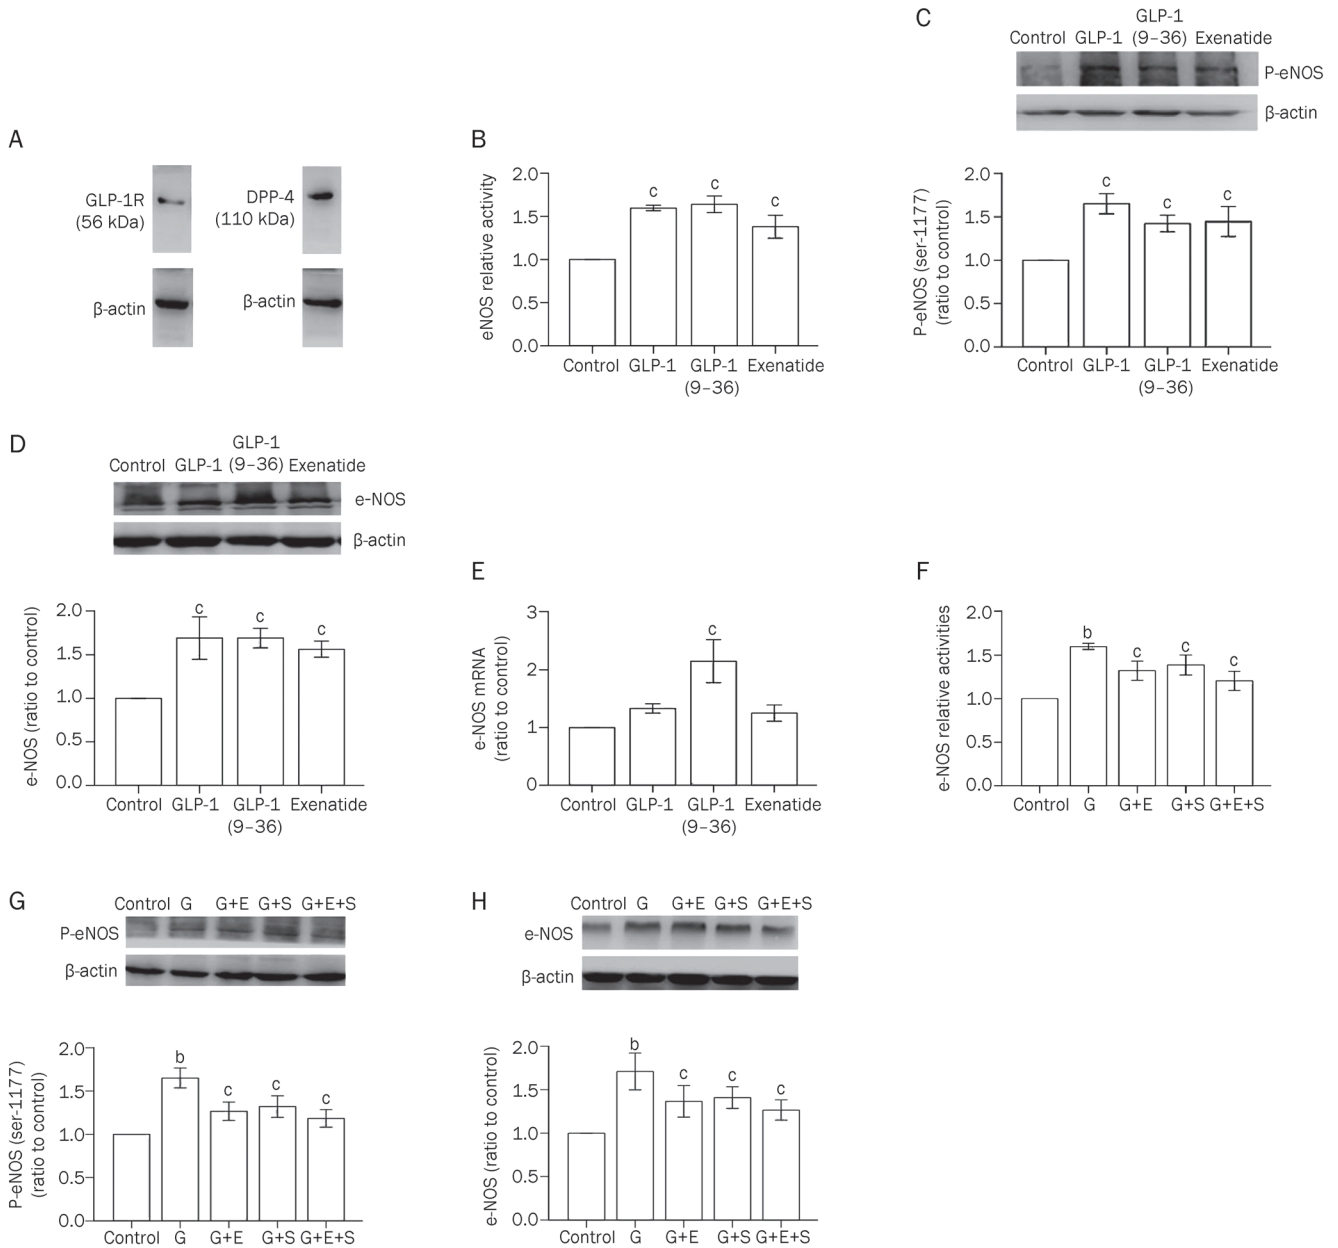 C
GLP-1
Control GLP-1 (9–36) Exenatide
P-eNOS
β-actin
A
GLP-1R
(56 kDa)
DPP-4
(110 kDa)
β-actin
β-actin
B
eNOS relative activity
2.0
1.5
1.0
0.5
0.0
c
c
c
Control GLP-1 GLP-1 Exenatide
(9–36)
P-eNOS (ser-1177)
(ratio to control)
2.0
1.5
1.0
0.5
0.0
c
c
c
Control GLP-1 GLP-1 Exenatide
(9–36)
D
GLP-1
Control GLP-1 (9–36) Exenatide
e-NOS
β-actin
e-NOS (ratio to control)
2.0
1.5
1.0
0.5
0.0
c
c
c
Control GLP-1 GLP-1 Exenatide
(9–36)
E
e-NOS mRNA
(ratio to control)
3
2
1
0
c
Control GLP-1 GLP-1 Exenatide
(9–36)
F
e-NOS relative activities
2.0
1.5
1.0
0.5
0.0
b
c
c
c
Control G G+E G+S G+E+S
G
Control G G+E G+S G+E+S
P-eNOS
β-actin
P-eNOS (ser-1177)
(ratio to control)
2.0
1.5
1.0
0.5
0.0
b
c
c
c
Control G G+E G+S G+E+S
H
Control G G+E G+S G+E+S
e-NOS
β-actin
e-NOS (ratio to control)
2.0
1.5
1.0
0.5
0.0
b
c
c
c
Control G G+E G+S G+E+S